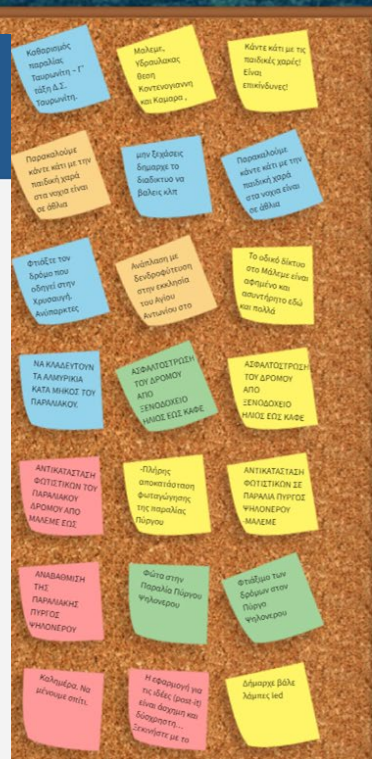 Καθαρισμός
παραλίας
Ταυρωνίτη – Γ'
τάξη Δ.Σ.
Ταυρωνίτη.
Μαλεμε,
Υδραυλακας
θεση
Κοντενογιαννη
και Καμαρα ,
Κάντε κάτι με τις
παιδικές χαρές!
Είναι
επικίνδυνες!
Παρακαλούμε
κάντε κάτι με την
παιδική χαρά
στα νοχια είναι
σε άθλια
μην ξεχάσεις
δημαρχε το
διαδικτυο να
βαλεις κλπ
Παρακαλούμε
κάντε κάτι με την
παιδική χαρά
στα νοχια είναι
σε άθλια
Φτιάξτε τον
δρόμο που
οδηγεί στην
Χρυσαυγή.
Ανύπαρκτες
Ανάπλαση με
δενδροφύτευση
στην εκκλησία
του Αγίου
Αντωνίου στο
Το οδικό δίκτυο
στο Μάλεμε είναι
αφημένο και
ασυντήρητο εδώ
και πολλά
ΝΑ ΚΛΑΔΕΥΤΟΥΝ
ΤΑ ΑΛΜΥΡΙΚΙΑ
ΚΑΤΑ ΜΗΚΟΣ ΤΟΥ
ΠΑΡΑΛΙΑΚΟΥ.
ΑΣΦΑΛΤΟΣΤΡΩΣΗ
ΤΟΥ ΔΡΟΜΟΥ
ΑΠΟ
ΞΕΝΟΔΟΧΕΙΟ
ΗΛΙΟΣ ΕΩΣ ΚΑΦΕ
ΑΣΦΑΛΤΟΣΤΡΩΣΗ
ΤΟΥ ΔΡΟΜΟΥ
ΑΠΟ
ΞΕΝΟΔΟΧΕΙΟ
ΗΛΙΟΣ ΕΩΣ ΚΑΦΕ
ΑΝΤΙΚΑΤΑΣΤΑΣΗ
ΦΩΤΙΣΤΙΚΩΝ ΤΟΥ
ΠΑΡΑΛΙΑΚΟΥ
ΔΡΟΜΟΥ ΑΠΟ
ΜΑΛΕΜΕ ΕΩΣ
-Πλήρης
αποκατάσταση
Φωταγώγησης
της παραλίας
Πύργου
ΑΝΤΙΚΑΤΑΣΤΑΣΗ
ΦΩΤΙΣΤΙΚΩΝ ΣΕ
ΠΑΡΑΛΙΑ ΠΥΡΓΟΣ
ΨΗΛΟΝΕΡΟΥ
-ΜΑΛΕΜΕ
ΑΝΑΒΑΘΜΙΣΗ
ΤΗΣ
ΠΑΡΑΛΙΑΚΗΣ
ΠΥΡΓΟΣ
ΨΗΛΟΝΕΡΟΥ
Φώτα στην
Παραλία Πύργου
Ψηλονερου
Φτιάξιμο των
δρόμων στην
Πύργο
Ψηλονερου
Καλημέρα. Να
μένουμε σπίτι.
Η εφαρμογή για
τις ιδέες (post-it)
είναι άσχημη και
δύσχρηστη...
Ξεκινήστε με το
Δήμαρχε βάλε
λάμπες led